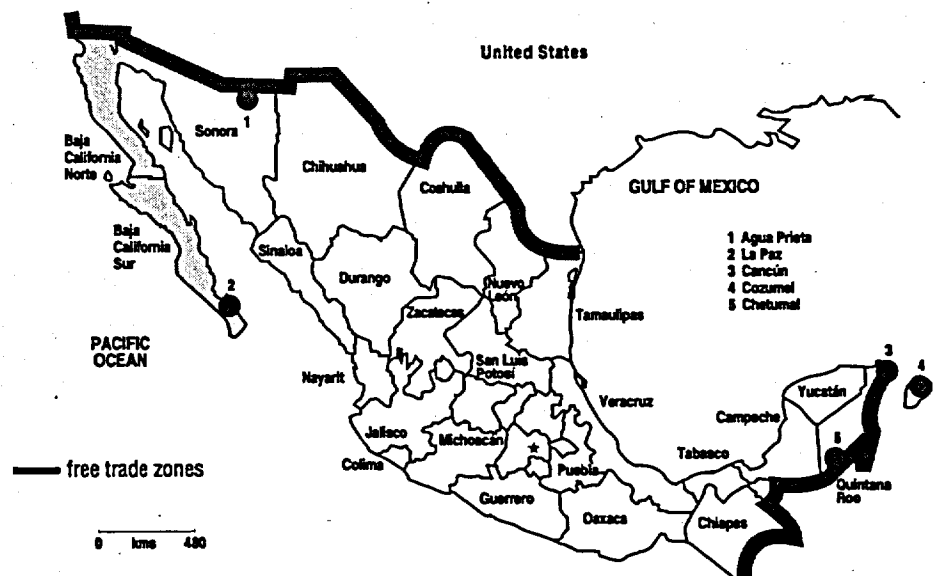 United States
1
Sonora
Baja
California
Norte
Chihuahua
Coahuila
GULF OF MEXICO
Baja
California
Sur
Sinaloa
1 Agua Prieta
2 La Paz
3 Cancún
4 Cozumel
5 Chetumal
2
Durango
Nuevo
León
Zacatecas
Tamaulipas
PACIFIC
OCEAN
San Luis
Potosí
3
4
Nayarit
Yucatán
Veracruz
Campeche
Jalisco
Michoacán
5
Colima
Tabasco
free trade zones
Puebla
Quintana
Roo
Guerrero
Oaxaca
Chiapas
0 kms 480